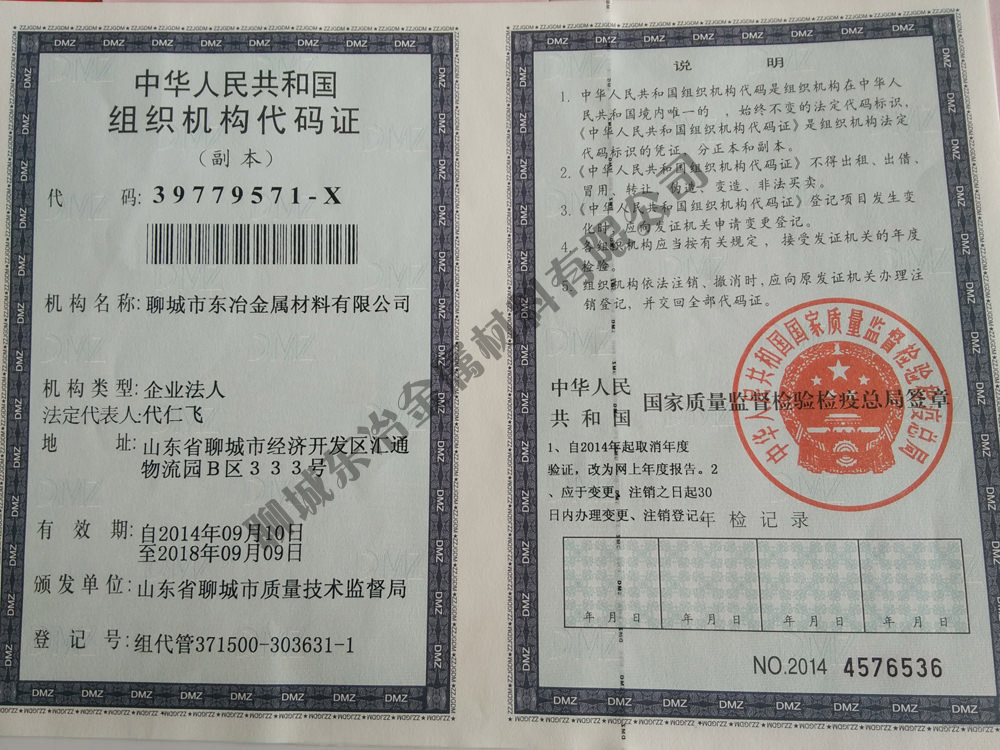 中华人民共和国
组织机构代码证
（副本）
代 码: 39779571-X
机构名称: 聊城市东冶金属材料有限公司
机构类型: 企业法人
法定代表人: 代仁飞
地 址: 山东省聊城市经济开发区汇通
物流园B区333号
有 效 期: 自2014年09月10日
至2018年09月09日
颁发单位: 山东省聊城市质量技术监督局
登 记 号: 组代管371500-303631-1
说 明
1. 中华人民共和国组织机构代码是组织机构在中华人
民共和国境内唯一的 ，始终不变的法定代码标识，
《中华人民共和国组织机构代码证》是组织机构法定
代码标识的凭证，分正本和副本。
2.《中华人民共和国组织机构代码证》不得出租、出借、
冒用、转让、伪造、变造、非法买卖。
3.《中华人民共和国组织机构代码证》登记项目发生变
化时，应向发证机关申请变更登记。
4. 各组织机构应当按有关规定，接受发证机关的年度
检验。
5. 组织机构依法注销、撤消时，应向原发证机关办理注
销登记，并交回全部代码证。
中华人民
共和国 国家质量监督检验检疫总局签章
中华人民共和国国家质量监督检验检疫总局
1、自2014年起取消年度
验证，改为网上年度报告。2
、应于变更、注销之日起30
日内办理变更、注销登记。
年检记录
年 月 日 年 月 日 年 月 日 年 月 日
NO.2014 4576536
聊城东冶金属材料有限公司